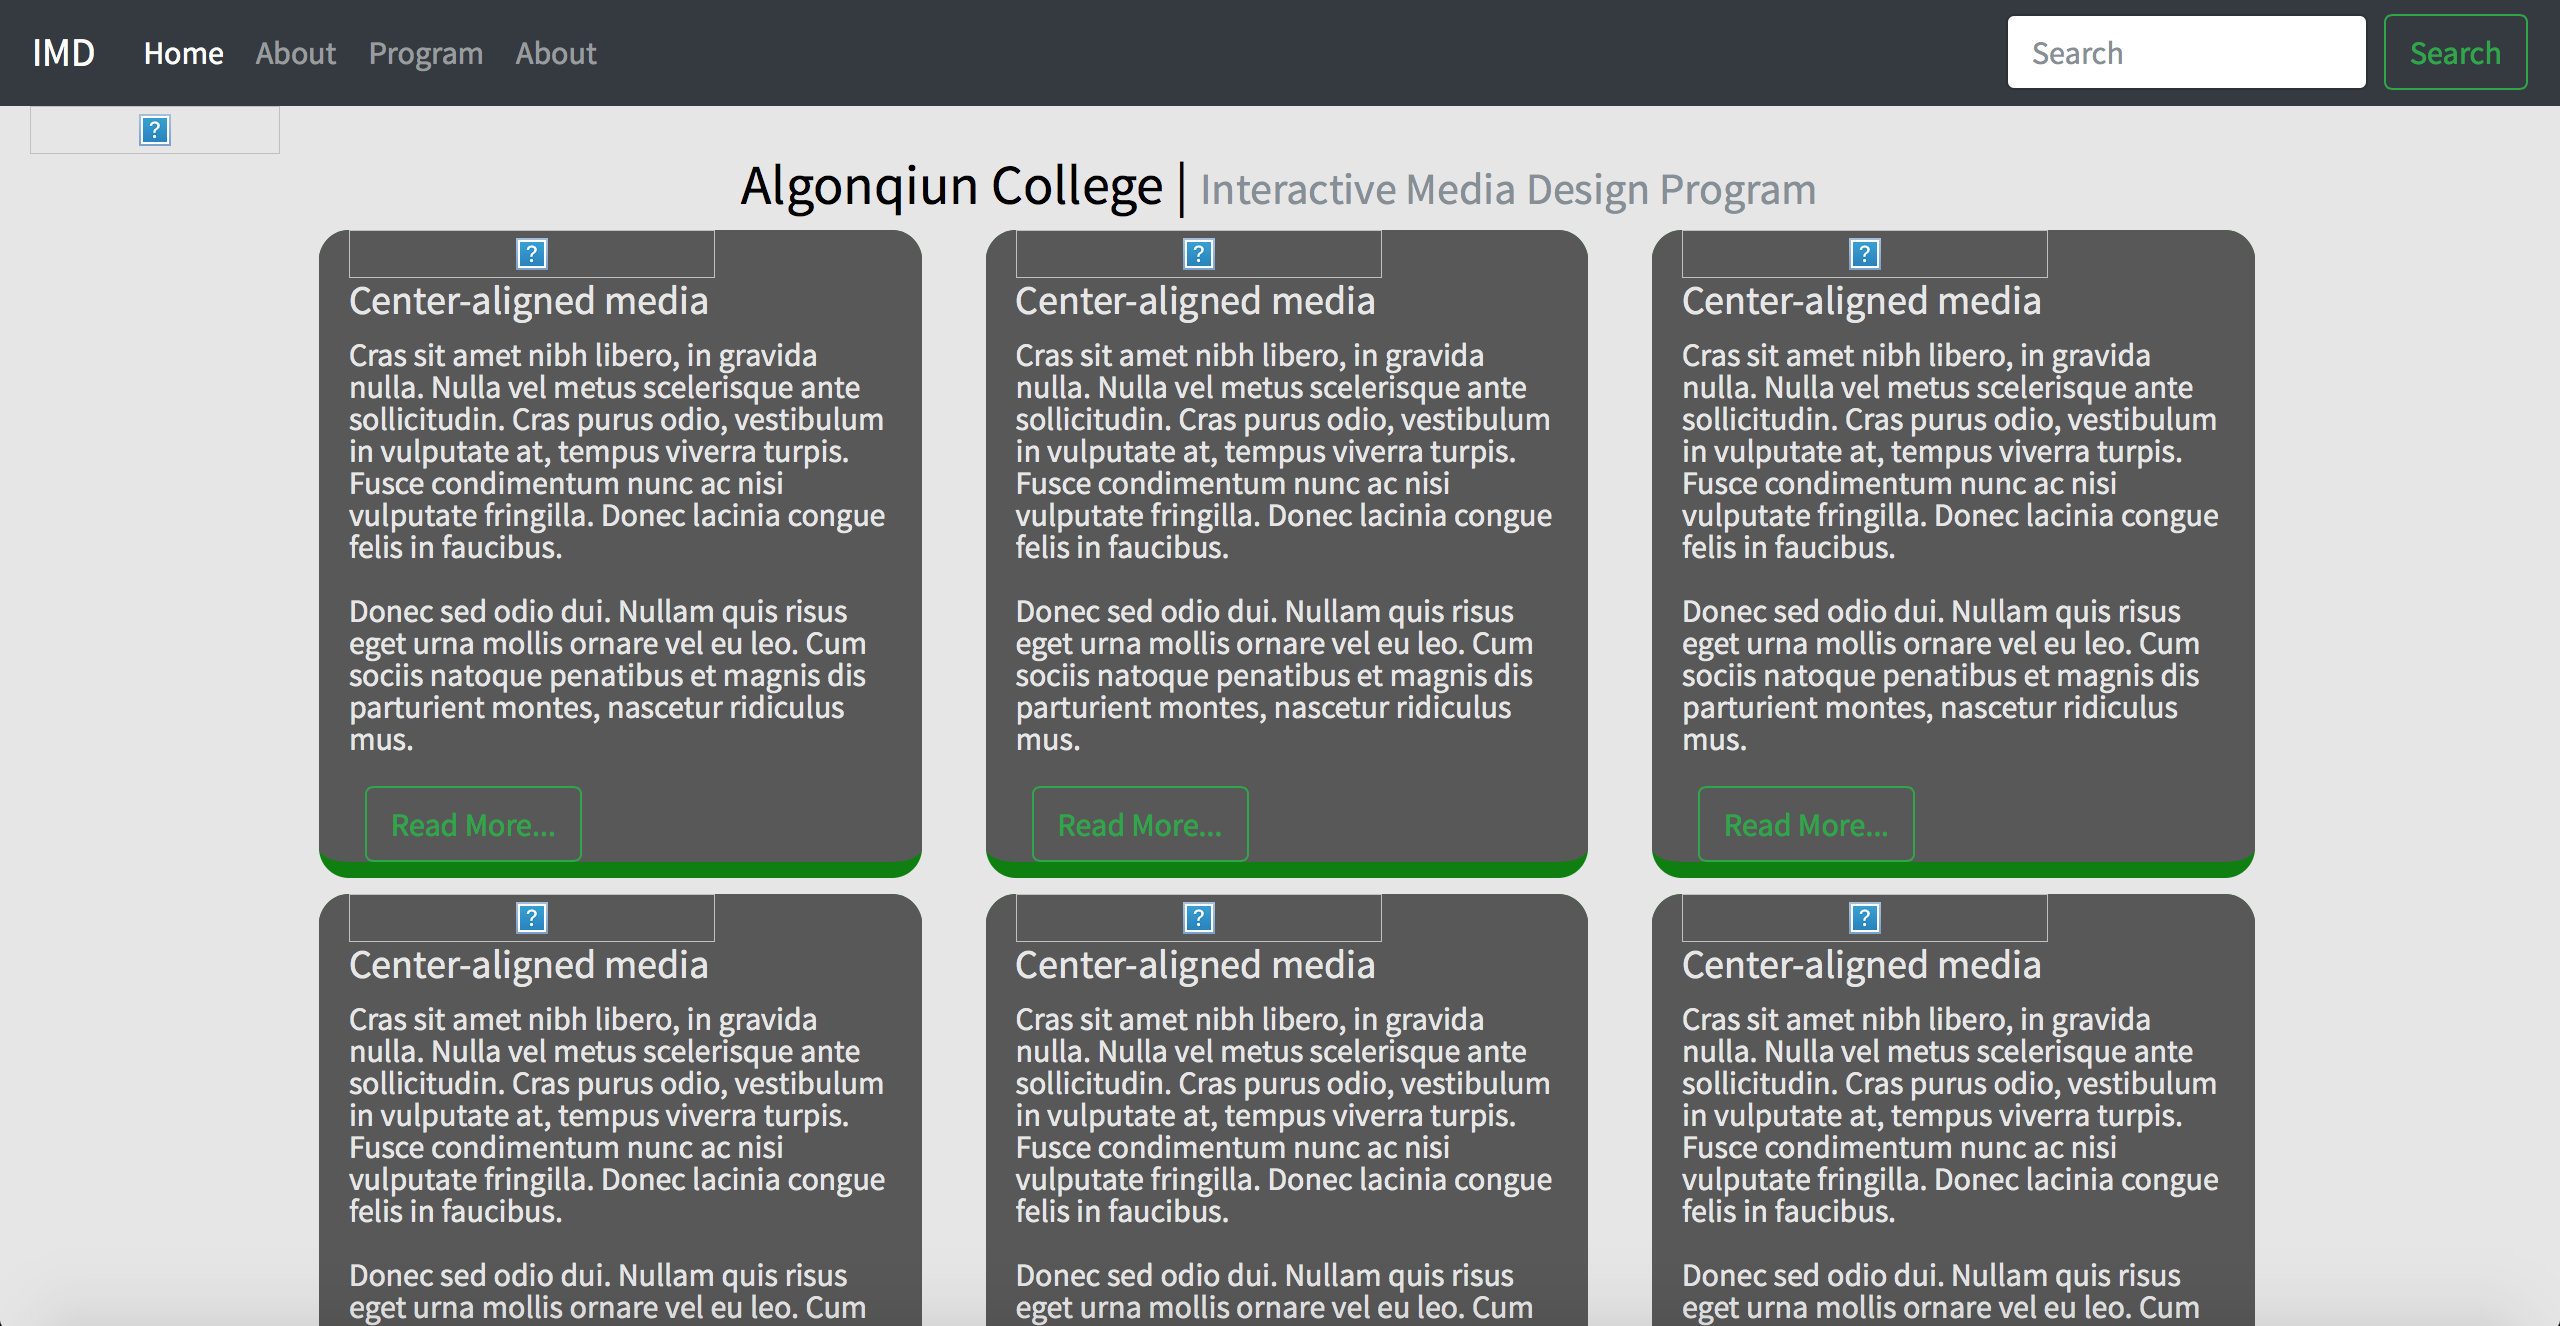 IMD Home About Program About Search Search
Algonqiun College | Interactive Media Design Program
Center-aligned media
Cras sit amet nibh libero, in gravida
nulla. Nulla vel metus scelerisque ante
sollicitudin. Cras purus odio, vestibulum
in vulputate at, tempus viverra turpis.
Fusce condimentum nunc ac nisi
vulputate fringilla. Donec lacinia congue
felis in faucibus.
Donec sed odio dui. Nullam quis risus
eget urna mollis ornare vel eu leo. Cum
sociis natoque penatibus et magnis dis
parturient montes, nascetur ridiculus
mus.
Read More...
Center-aligned media
Cras sit amet nibh libero, in gravida
nulla. Nulla vel metus scelerisque ante
sollicitudin. Cras purus odio, vestibulum
in vulputate at, tempus viverra turpis.
Fusce condimentum nunc ac nisi
vulputate fringilla. Donec lacinia congue
felis in faucibus.
Donec sed odio dui. Nullam quis risus
eget urna mollis ornare vel eu leo. Cum
sociis natoque penatibus et magnis dis
parturient montes, nascetur ridiculus
mus.
Read More...
Center-aligned media
Cras sit amet nibh libero, in gravida
nulla. Nulla vel metus scelerisque ante
sollicitudin. Cras purus odio, vestibulum
in vulputate at, tempus viverra turpis.
Fusce condimentum nunc ac nisi
vulputate fringilla. Donec lacinia congue
felis in faucibus.
Donec sed odio dui. Nullam quis risus
eget urna mollis ornare vel eu leo. Cum
sociis natoque penatibus et magnis dis
parturient montes, nascetur ridiculus
mus.
Read More...
Center-aligned media
Cras sit amet nibh libero, in gravida
nulla. Nulla vel metus scelerisque ante
sollicitudin. Cras purus odio, vestibulum
in vulputate at, tempus viverra turpis.
Fusce condimentum nunc ac nisi
vulputate fringilla. Donec lacinia congue
felis in faucibus.
Donec sed odio dui. Nullam quis risus
eget urna mollis ornare vel eu leo. Cum
Center-aligned media
Cras sit amet nibh libero, in gravida
nulla. Nulla vel metus scelerisque ante
sollicitudin. Cras purus odio, vestibulum
in vulputate at, tempus viverra turpis.
Fusce condimentum nunc ac nisi
vulputate fringilla. Donec lacinia congue
felis in faucibus.
Donec sed odio dui. Nullam quis risus
eget urna mollis ornare vel eu leo. Cum
Center-aligned media
Cras sit amet nibh libero, in gravida
nulla. Nulla vel metus scelerisque ante
sollicitudin. Cras purus odio, vestibulum
in vulputate at, tempus viverra turpis.
Fusce condimentum nunc ac nisi
vulputate fringilla. Donec lacinia congue
felis in faucibus.
Donec sed odio dui. Nullam quis risus
eget urna mollis ornare vel eu leo. Cum